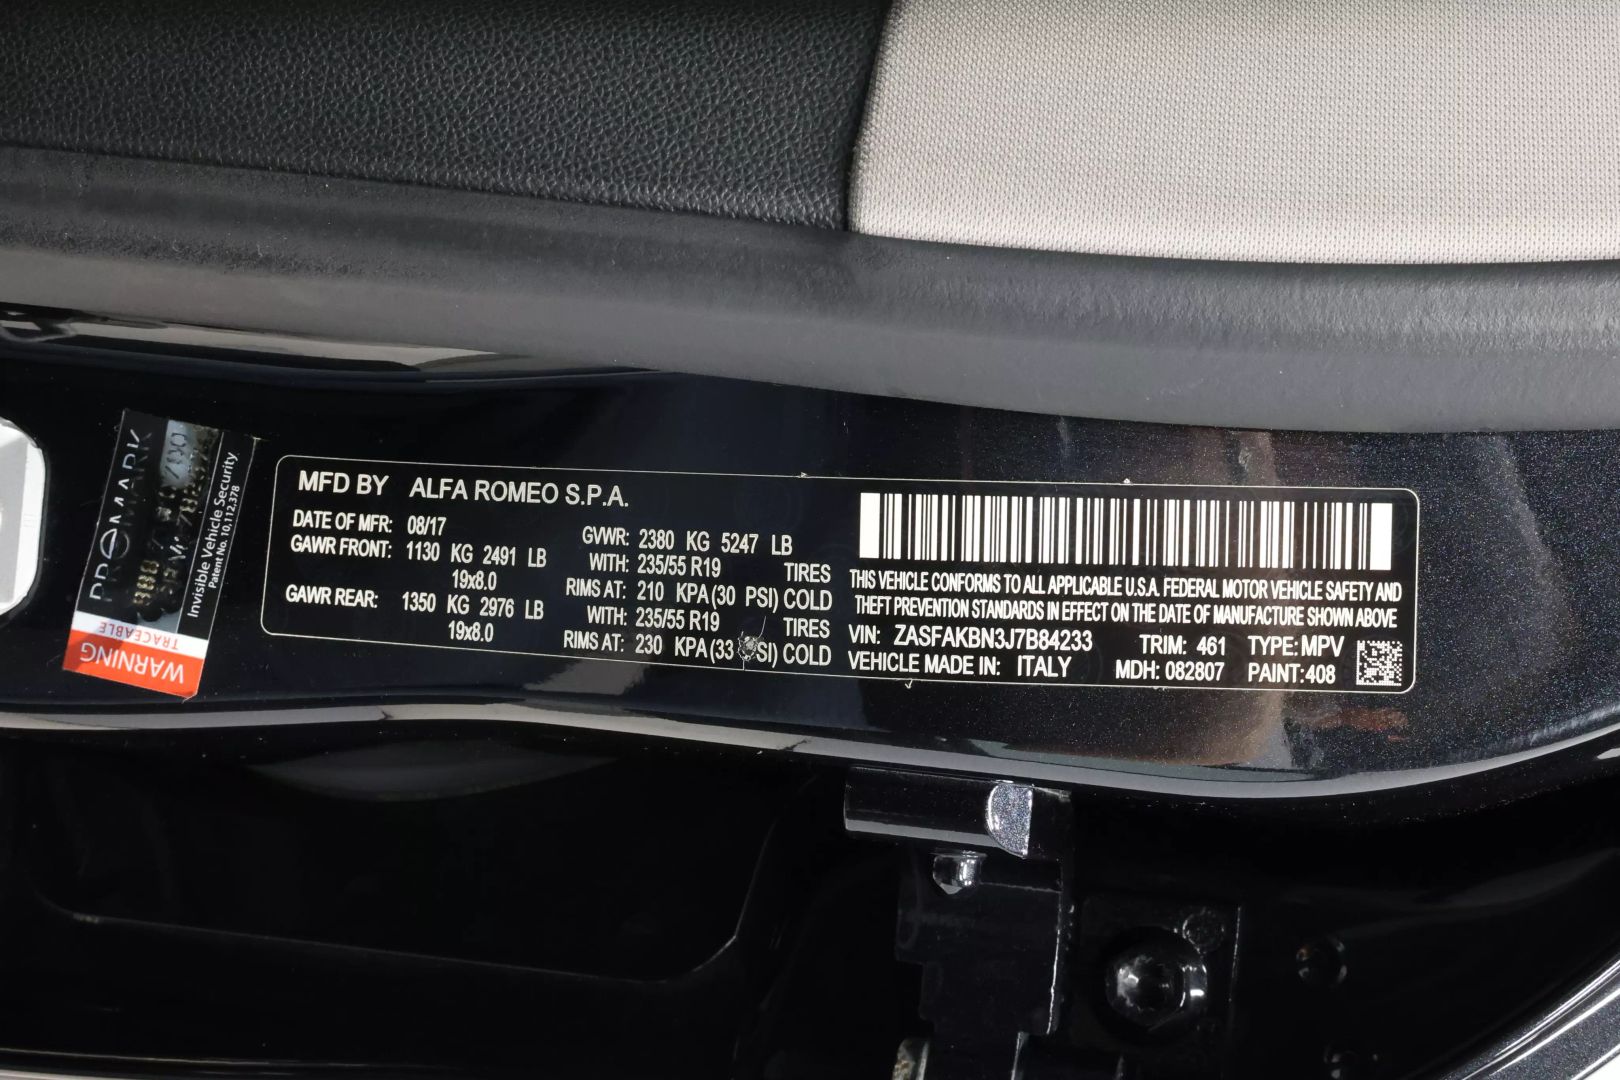 MFD BY ALFA ROMEO S.P.A.
DATE OF MFR: 08/17
GAWR FRONT: 1130 KG 2491 LB
19x8.0
GAWR REAR: 1350 KG 2976 LB
19x8.0
GVWR: 2380 KG 5247 LB
WITH: 235/55 R19 TIRES
RIMS AT: 210 KPA(30 PSI) COLD
WITH: 235/55 R19 TIRES
RIMS AT: 230 KPA(33 SI) COLD
THIS VEHICLE CONFORMS TO ALL APPLICABLE U.S.A. FEDERAL MOTOR VEHICLE SAFETY AND
THEFT PREVENTION STANDARDS IN EFFECT ON THE DATE OF MANUFACTURE SHOWN ABOVE
VIN: ZASFAKBN3J7B84233 TRIM: 461 TYPE:MPV
VEHICLE MADE IN: ITALY MDH: 082807 PAINT:408
PROMARK
Invisible Vehicle Security
Patent No. 10,112,378
TRACEABLE
WARNING